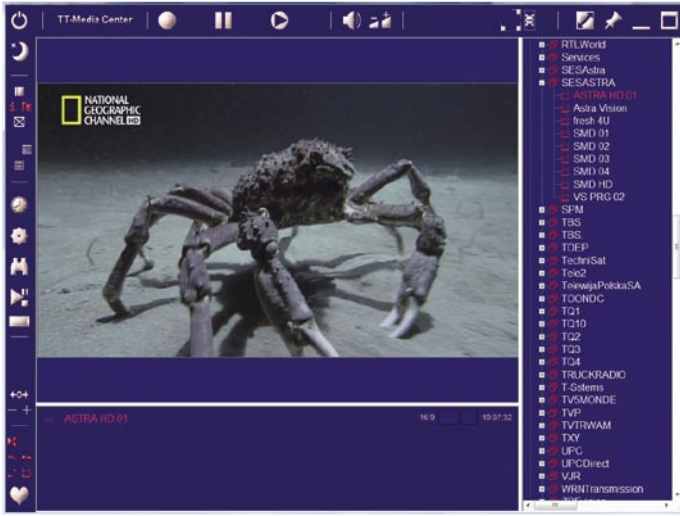 TT-Media Center
NATIONAL
GEOGRAPHIC
CHANNEL HD
ASTRA HD 01
16:9
19:07:32
RTLWorld
Services
SESAstra
SESASTRA
ASTRA HD 01
Astra Vision
fresh 4U
SMD 01
SMD 02
SMD 03
SMD 04
SMD HD
VS PRG 02
SPM
TBS
TBS.
TDEP
TechniSat
Tele2
TelewijaPolskaSA
TOONDC
TQ1
TQ10
TQ2
TQ3
TQ4
TRUCKRADIO
T-Sstems
TV5MONDE
TVP
TVTRWAM
TXY
UPC
UPCDirect
VJR
WRNTransmission